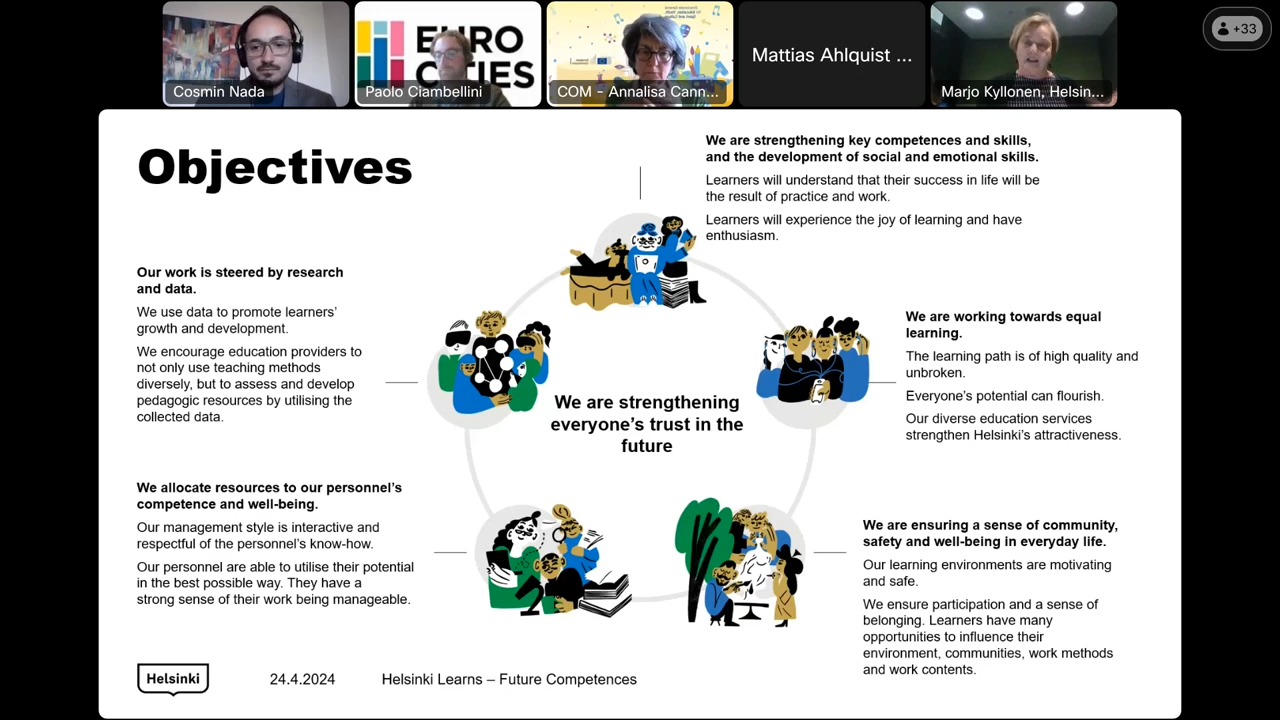 +33
EURO
CITIES
Cosmin Nada
Paolo Ciambellini
COM - Annalisa Cann...
Mattias Ahlquist ...
Marjo Kyllonen, Helsin...
Objectives
We are strengthening key competences and skills,
and the development of social and emotional skills.
Learners will understand that their success in life will be
the result of practice and work.
Learners will experience the joy of learning and have
enthusiasm.
Our work is steered by research
and data.
We use data to promote learners'
growth and development.
We encourage education providers to
not only use teaching methods
diversely, but to assess and develop
pedagogic resources by utilising the
collected data.
We are working towards equal
learning.
The learning path is of high quality and
unbroken.
Everyone's potential can flourish.
Our diverse education services
strengthen Helsinki's attractiveness.
We are strengthening
everyone's trust in the
future
We allocate resources to our personnel's
competence and well-being.
Our management style is interactive and
respectful of the personnel's know-how.
Our personnel are able to utilise their potential
in the best possible way. They have a
strong sense of their work being manageable.
We are ensuring a sense of community,
safety and well-being in everyday life.
Our learning environments are motivating
and safe.
We ensure participation and a sense of
belonging. Learners have many
opportunities to influence their
environment, communities, work methods
and work contents.
Helsinki
24.4.2024
Helsinki Learns – Future Competences